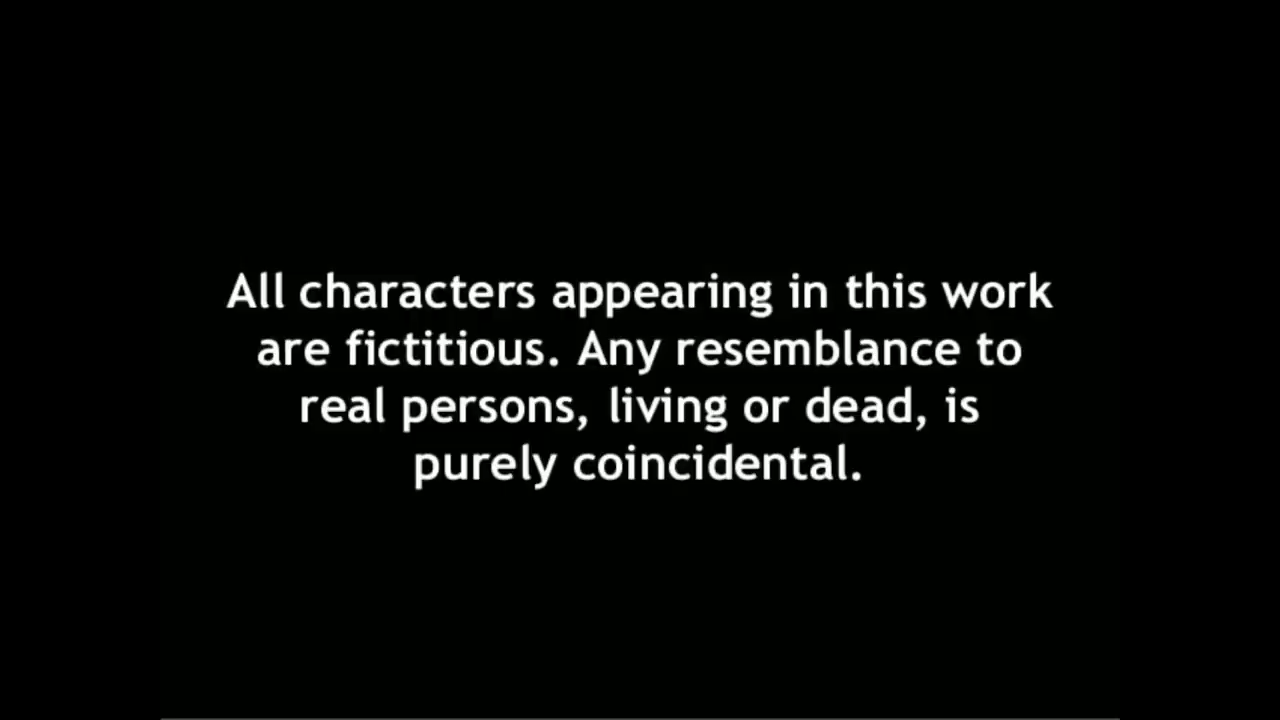 All characters appearing in this work
are fictitious. Any resemblance to
real persons, living or dead, is
purely coincidental.